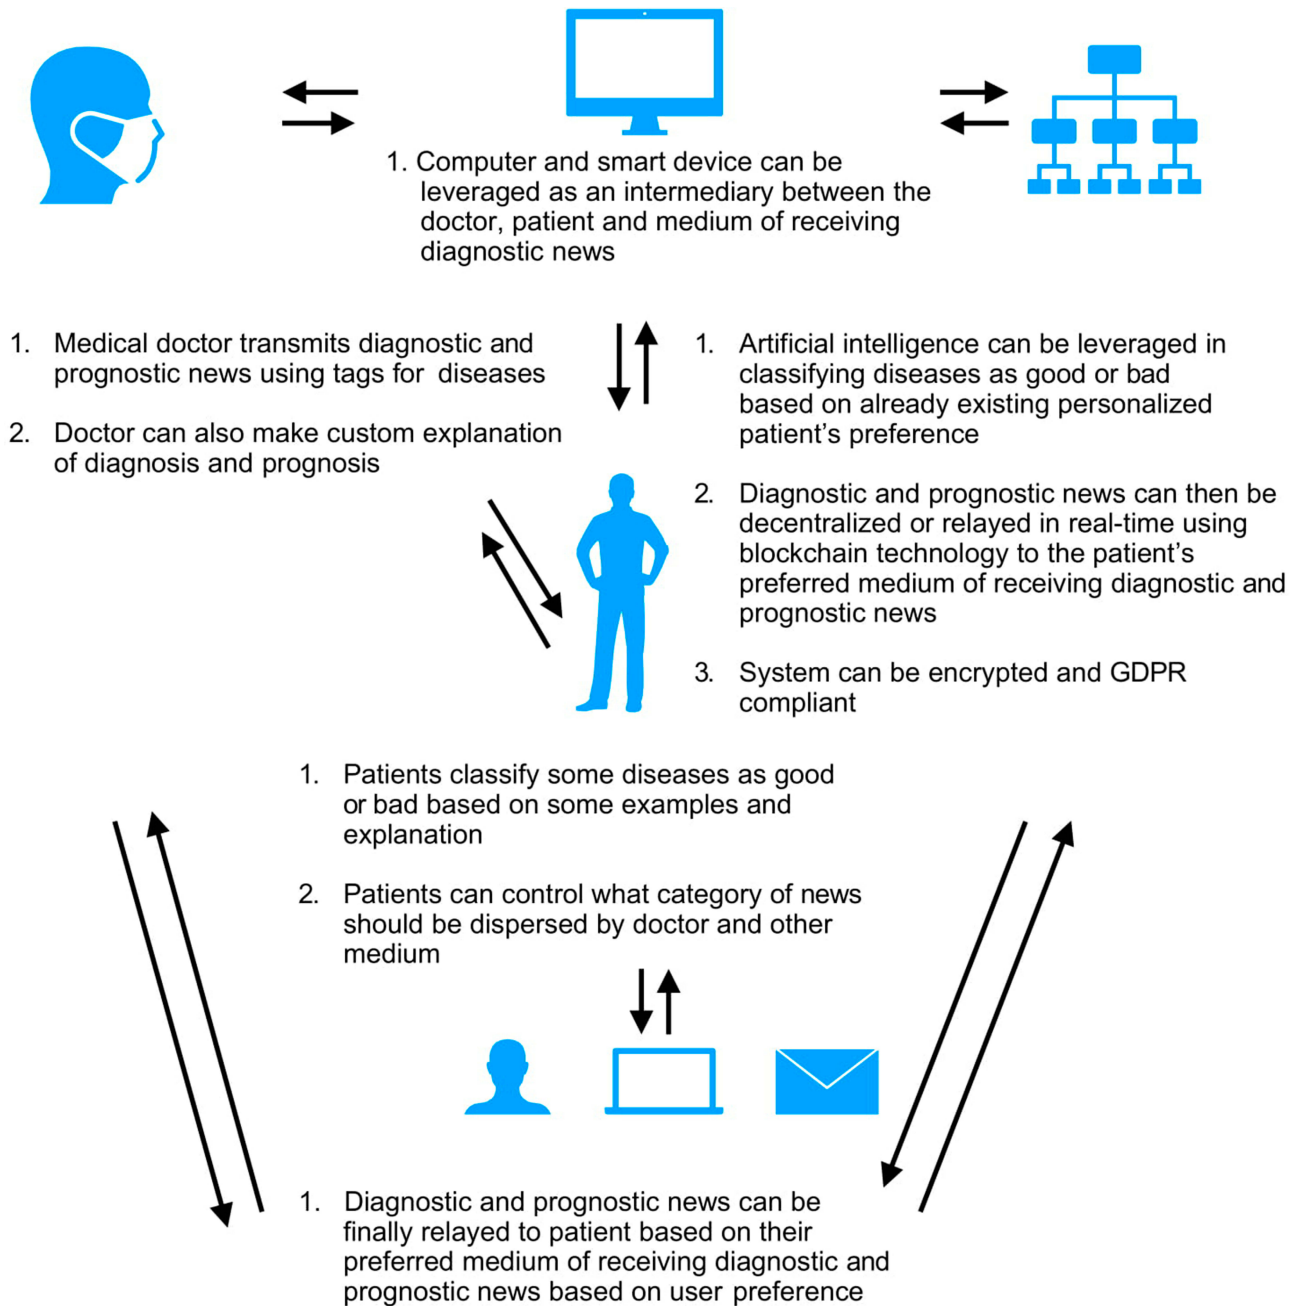 1. Computer and smart device can be
leveraged as an intermediary between the
doctor, patient and medium of receiving
diagnostic news
1. Medical doctor transmits diagnostic and
prognostic news using tags for diseases
2. Doctor can also make custom explanation
of diagnosis and prognosis
1. Artificial intelligence can be leveraged in
classifying diseases as good or bad
based on already existing personalized
patient’s preference
2. Diagnostic and prognostic news can then be
decentralized or relayed in real-time using
blockchain technology to the patient’s
preferred medium of receiving diagnostic and
prognostic news
3. System can be encrypted and GDPR
compliant
1. Patients classify some diseases as good
or bad based on some examples and
explanation
2. Patients can control what category of news
should be dispersed by doctor and other
medium
1. Diagnostic and prognostic news can be
finally relayed to patient based on their
preferred medium of receiving diagnostic and
prognostic news based on user preference